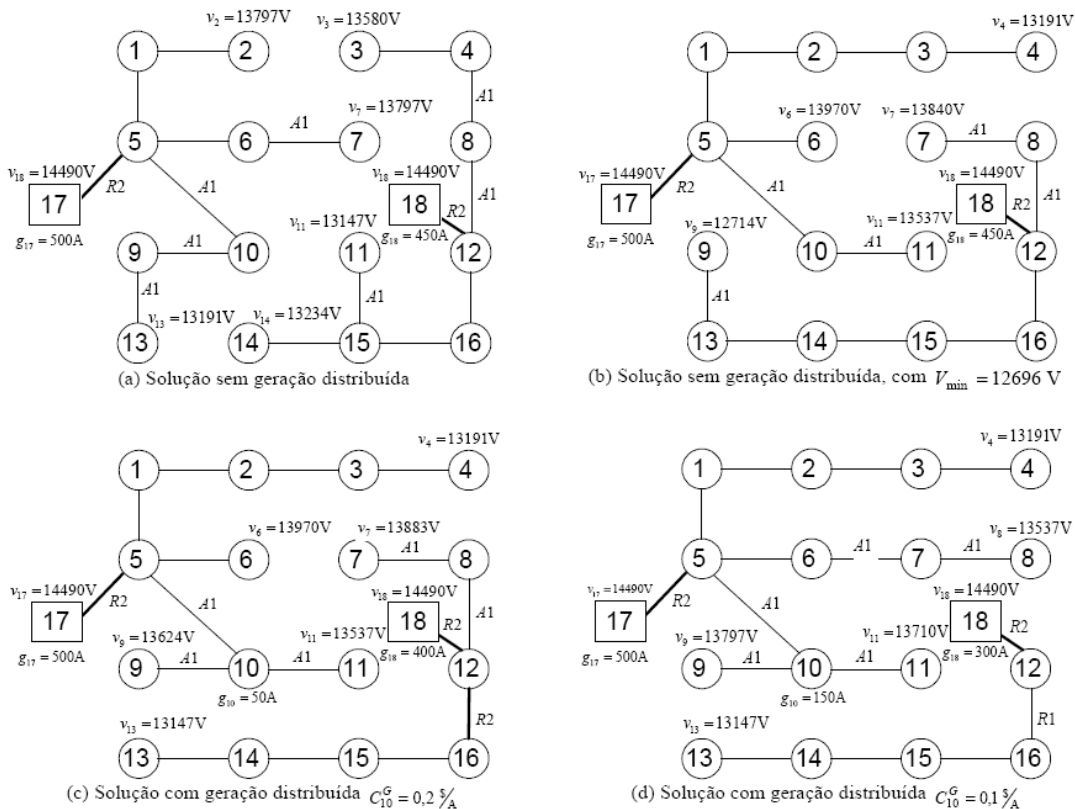 v₂ =13797V
v₃ =13580V
1
2
3
4
A1
v₇ =13797V
5
6
A1
7
8
v₁₈ =14490V
17
R2
g₁₇ = 500A
A1
v₁₈ =14490V
18
R2
g₁₈ = 450A
A1
v₁₁ =13147V
9
A1
10
11
12
A1
A1
v₁₃ =13191V
v₁₄ =13234V
13
14
15
16
(a) Solução sem geração distribuída
v₄ =13191V
1
2
3
4
v₆ =13970V
v₇ =13840V
5
6
7
A1
8
v₁₇ =14490V
17
R2
g₁₇ = 500A
A1
v₁₈ =14490V
18
R2
g₁₈ = 450A
A1
v₉ =12714V
v₁₁ =13537V
9
10
A1
11
12
A1
13
14
15
16
(b) Solução sem geração distribuída, com V_min = 12696 V
v₄ =13191V
1
2
3
4
v₆ =13970V
v₇ =13883V
5
6
7
A1
8
v₁₇ =14490V
17
R2
g₁₇ = 500A
A1
v₁₈ =14490V
18
R2
g₁₈ = 400A
A1
v₉ =13624V
v₁₁ =13537V
9
A1
10
A1
11
12
g₁₀ = 50A
R2
v₁₃ =13147V
13
14
15
16
(c) Solução com geração distribuída C₁₀ᴳ = 0,2 $/A
v₄ =13191V
1
2
3
4
v₈ =13537V
5
6
A1
7
A1
8
v₁₇ =14490V
17
R2
g₁₇ = 500A
A1
v₁₈ =14490V
18
R2
g₁₈ = 300A
v₉ =13797V
v₁₁ =13710V
9
A1
10
A1
11
12
g₁₀ = 150A
R1
v₁₃ =13147V
13
14
15
16
(d) Solução com geração distribuída C₁₀ᴳ = 0,1 $/A